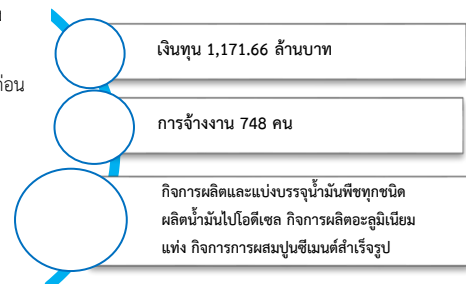 เงินทุน 1,171.66 ล้านบาท
การจ้างงาน 748 คน
กิจการผลิตและแบ่งบรรจุน้ำมันพืชทุกชนิด
ผลิตน้ำมันไปโอดีเซล กิจการผลิตอะลูมิเนียม
แท่ง กิจการการผสมปูนซีเมนต์สำเร็จรูป